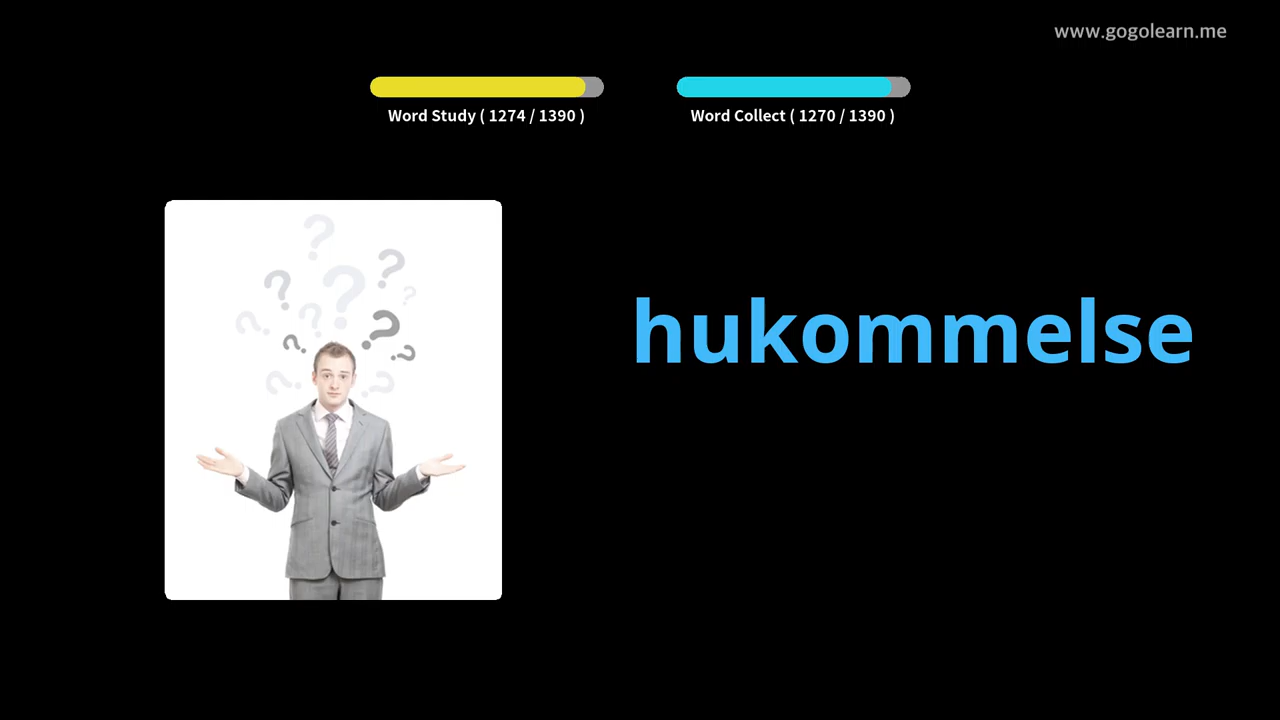 www.gogolearn.me
Word Study ( 1274 / 1390 )
Word Collect ( 1270 / 1390 )
? ? ? ? ? ? ? ? ? ? ? ?
hukommelse